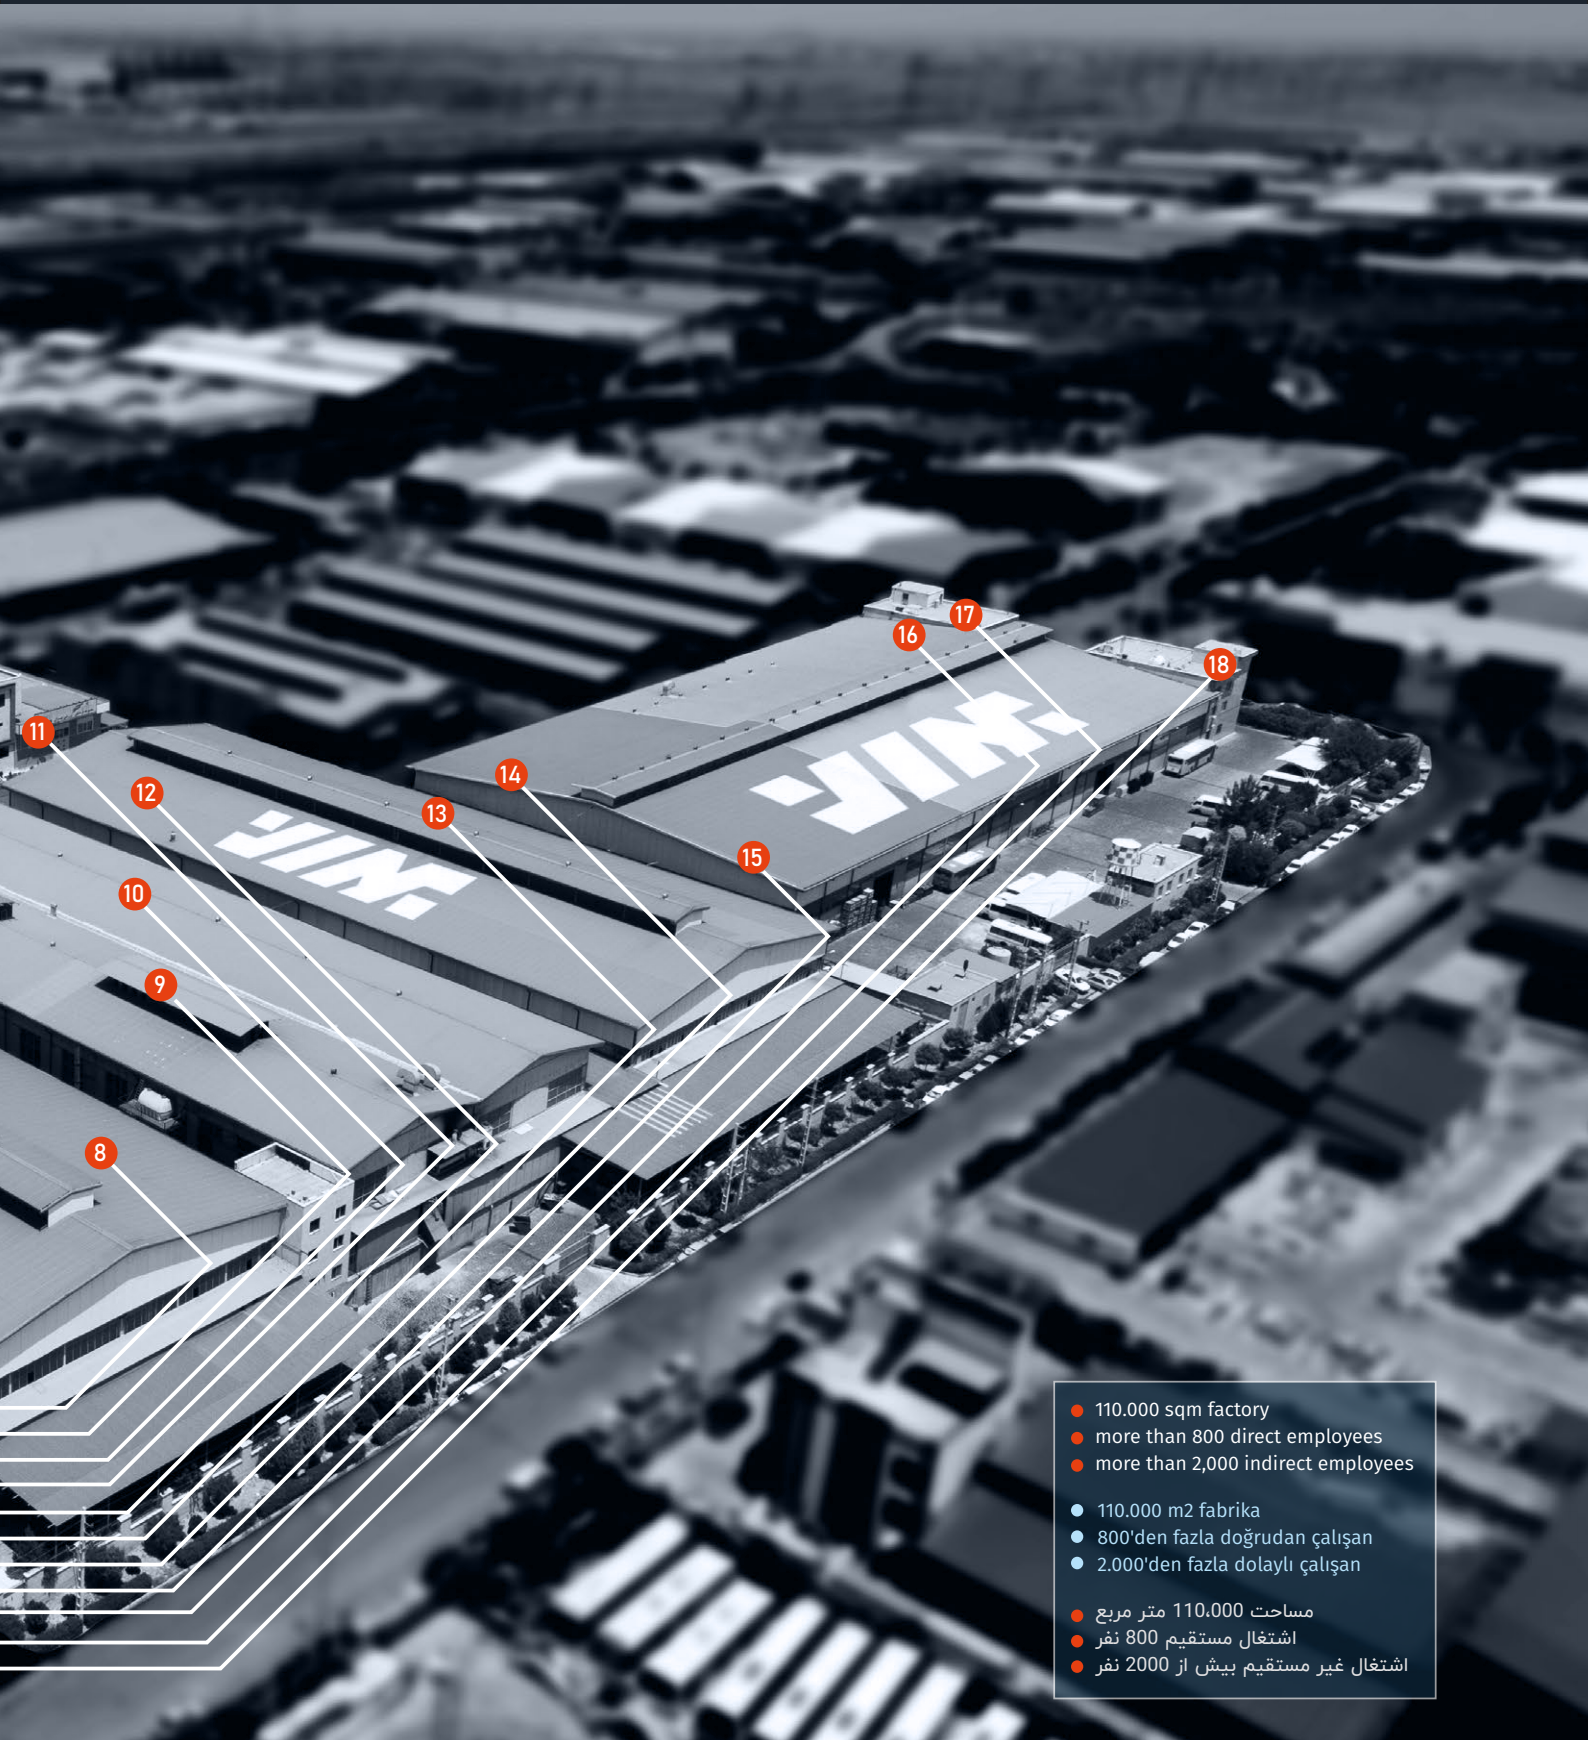 17
16
18
11
14
12
13
15
10
9
8
YIM
YIM
110.000 sqm factory
more than 800 direct employees
more than 2,000 indirect employees
110.000 m2 fabrika
800'den fazla doğrudan çalışan
2.000'den fazla dolaylı çalışan
مساحت 110،000 متر مربع
اشتغال مستقیم 800 نفر
اشتغال غیر مستقیم بیش از 2000 نفر